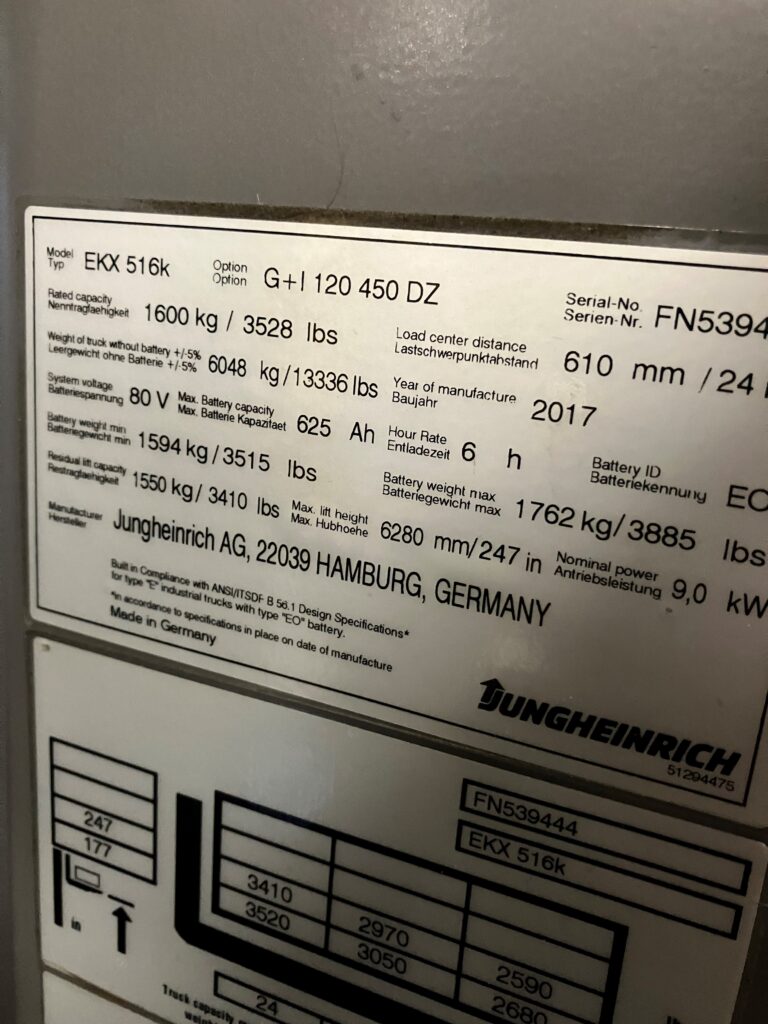 Model EKX 516k Option G+I 120 450 DZ Serial-No. FN5394
Typ Option Serien-Nr.
Rated capacity 1600 kg / 3528 lbs Load center distance 610 mm / 24
Nenntragfaehigkeit Lastschwerpunktabstand
Weight of truck without battery +/-5% 6048 kg/13336 lbs Year of manufacture 2017
Leergewicht ohne Batterie +/-5% Baujahr
System voltage 80 V Max. Battery capacity 625 Ah Hour Rate 6 h Battery ID EO
Batteriespannung Max. Batterie Kapazitaet Entladezeit Batteriekennung
Battery weight min 1594 kg/3515 lbs Battery weight max 1762 kg/3885 lbs
Batteriegewicht min Batteriegewicht max
Residual lift capacity 1550 kg/ 3410 lbs Max. lift height 6280 mm/247 in Nominal power 9,0 kW
Restragfaehigkeit Max. Hubhoehe Antriebsleistung
Manufacturer Jungheinrich AG, 22039 HAMBURG, GERMANY
Hersteller
Built in Compliance with ANSI/ITSDF B 56.1 Design Specifications*
for type "E" industrial trucks with type "EO" battery.
*in accordance to specifications in place on date of manufacture
Made in Germany
JUNGHEINRICH
51294475
FN539444
EKX 516k
247
177
in
3410 2970 2590
3520 3050 2680
24
Truck capacity